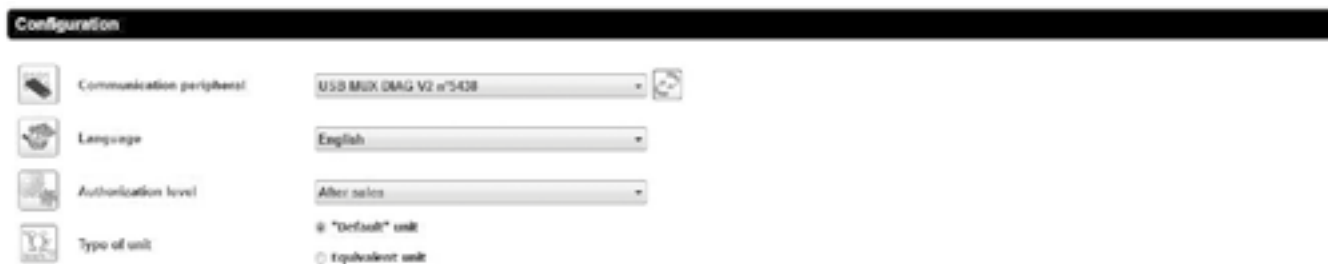 Configuration
Communication peripheral USB MUX DIAG V2 n°5438
Language English
Authorization level After sales
Type of unit "Default" unit
Equivalent unit